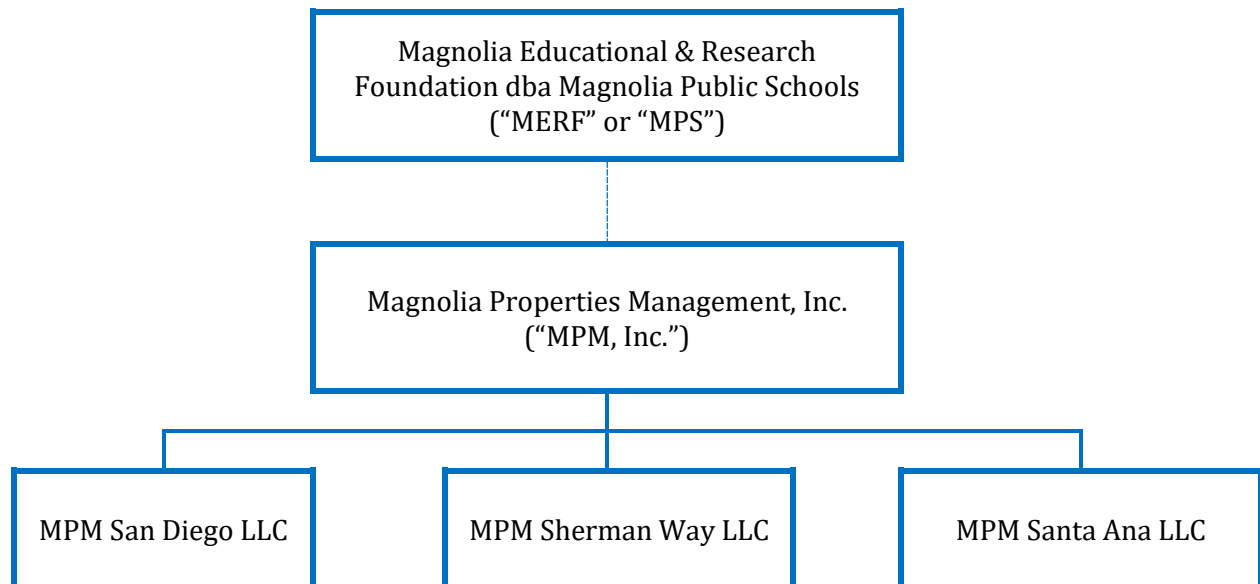 Magnolia Educational & Research
Foundation dba Magnolia Public Schools
(“MERF” or “MPS”)
Magnolia Properties Management, Inc.
(“MPM, Inc.”)
MPM San Diego LLC
MPM Sherman Way LLC
MPM Santa Ana LLC